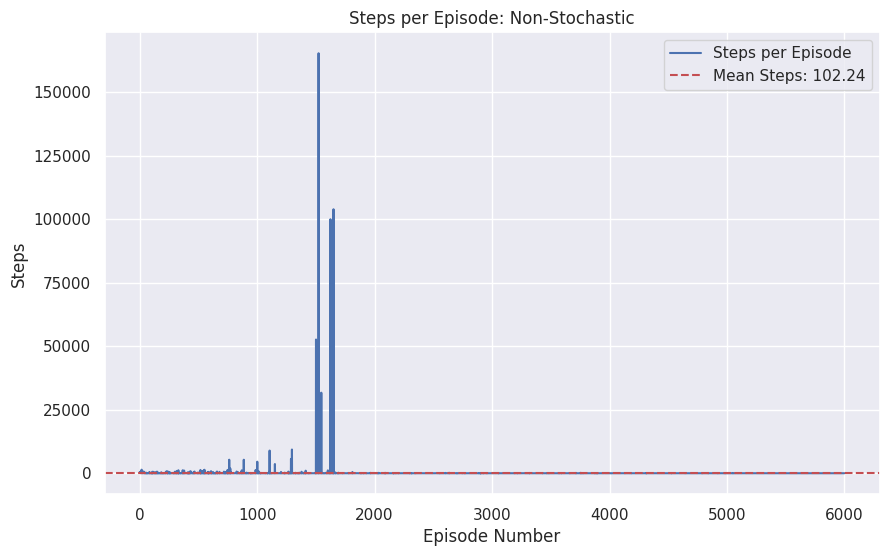 Steps per Episode: Non-Stochastic
Steps per Episode
Mean Steps: 102.24
Steps
150000
125000
100000
75000
50000
25000
0
0 1000 2000 3000 4000 5000 6000
Episode Number